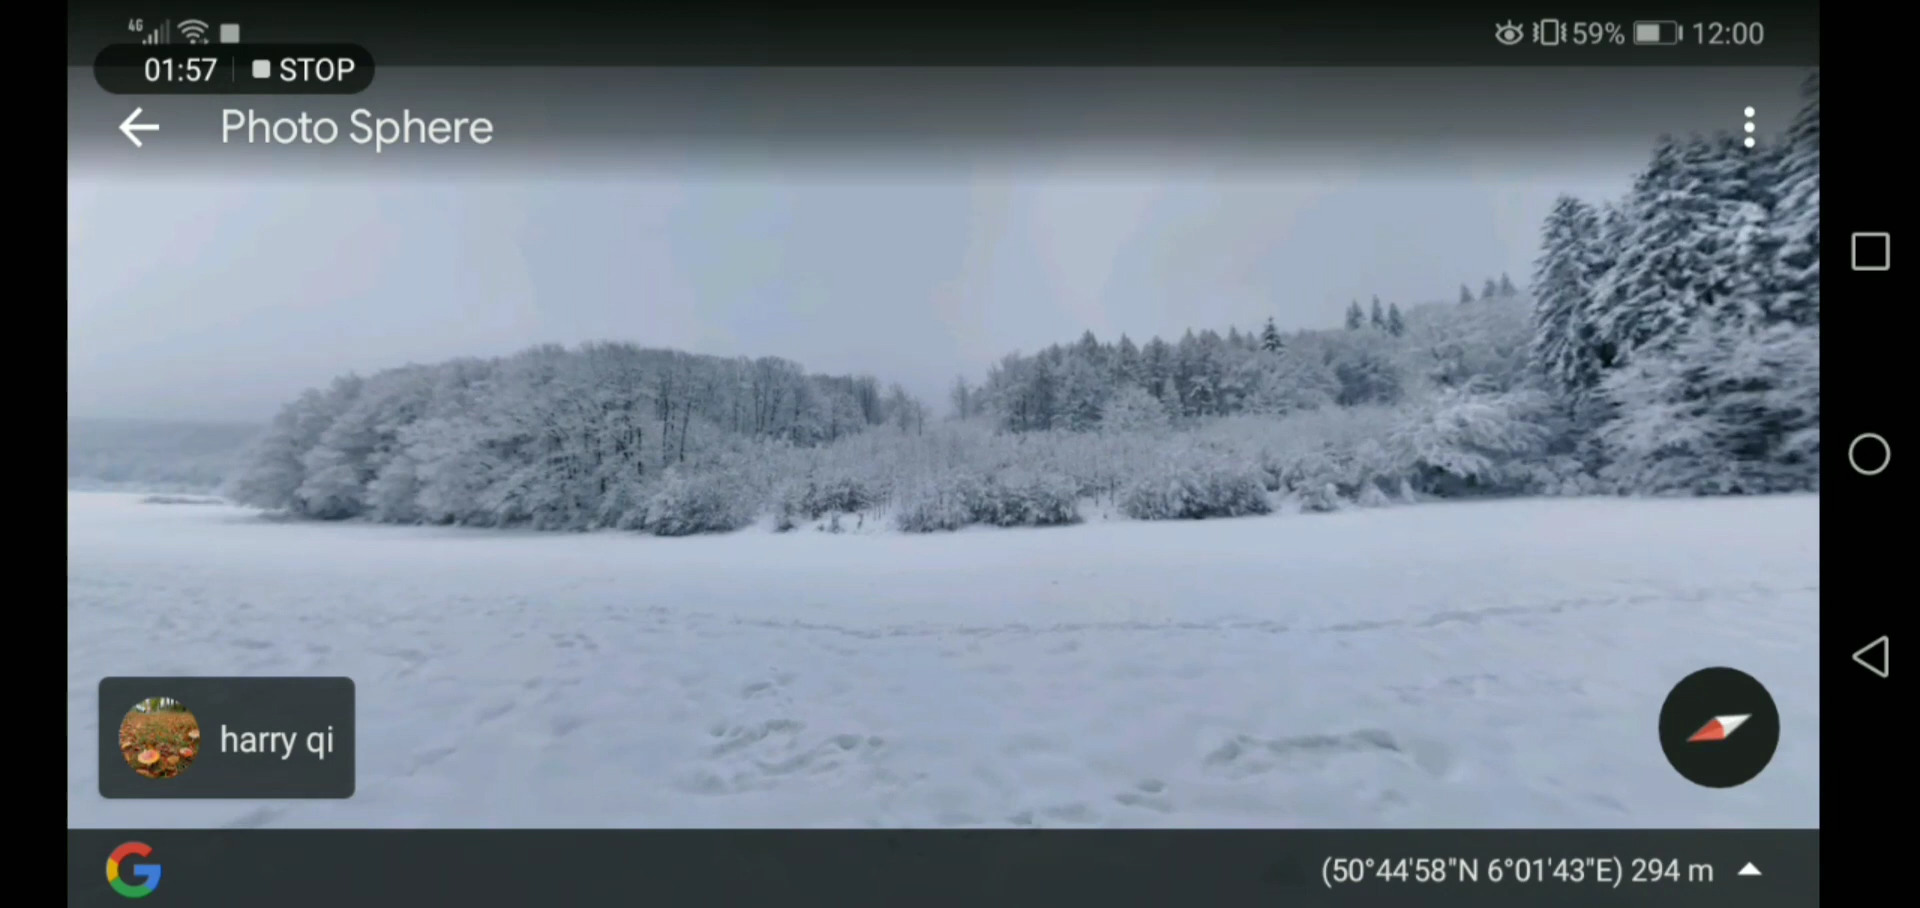 4G 59% 12:00
01:57 STOP
Photo Sphere
harry qi
G (50°44'58"N 6°01'43"E) 294 m